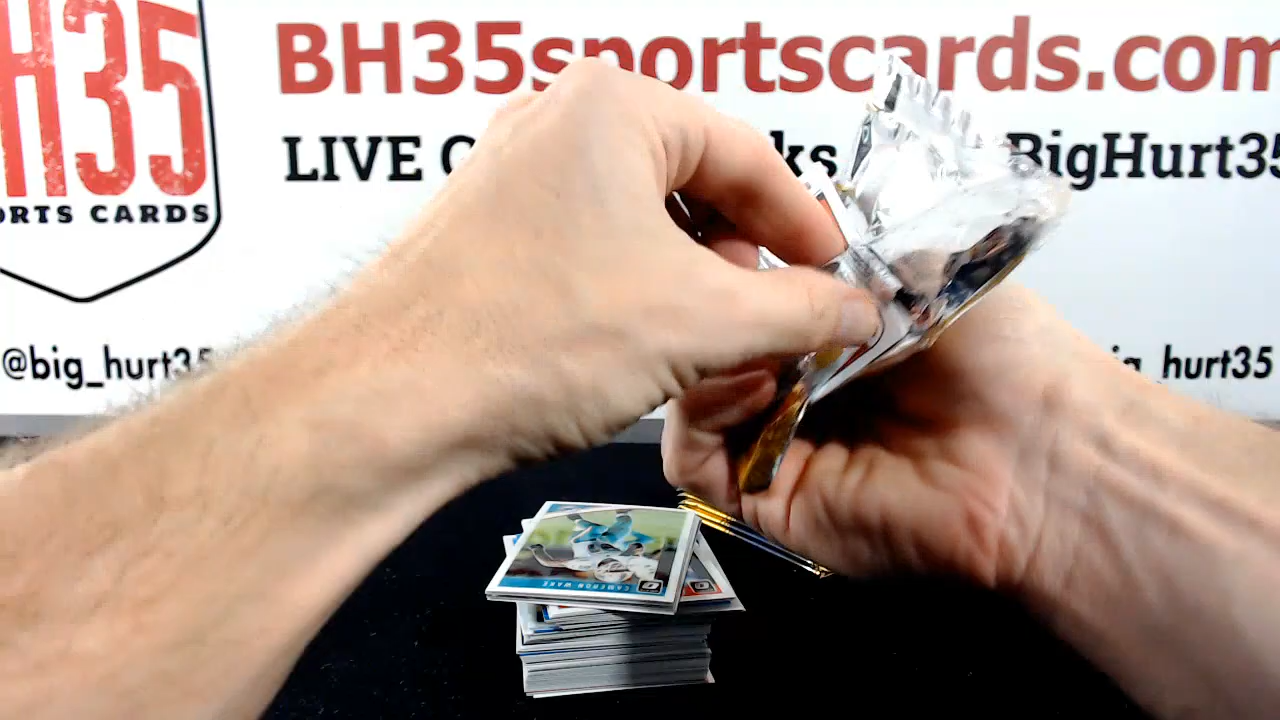 H35
ORTS CARDS
BH35sportscards.com
LIVE
ks
BigHurt35
@big_hurt35
hurt35
CAMERON WAKE